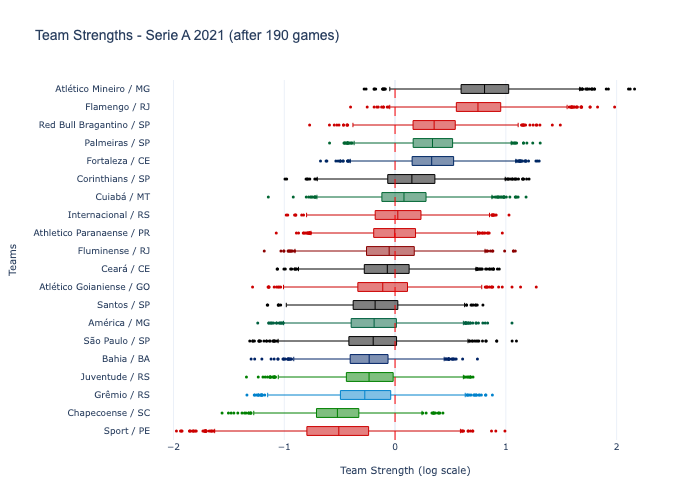 Team Strengths - Serie A 2021 (after 190 games)
Atlético Mineiro / MG
Flamengo / RJ
Red Bull Bragantino / SP
Palmeiras / SP
Fortaleza / CE
Corinthians / SP
Cuiabá / MT
Internacional / RS
Athletico Paranaense / PR
Fluminense / RJ
Ceará / CE
Atlético Goianiense / GO
Santos / SP
América / MG
São Paulo / SP
Bahia / BA
Juventude / RS
Grêmio / RS
Chapecoense / SC
Sport / PE
Teams
−2 −1 0 1 2
Team Strength (log scale)